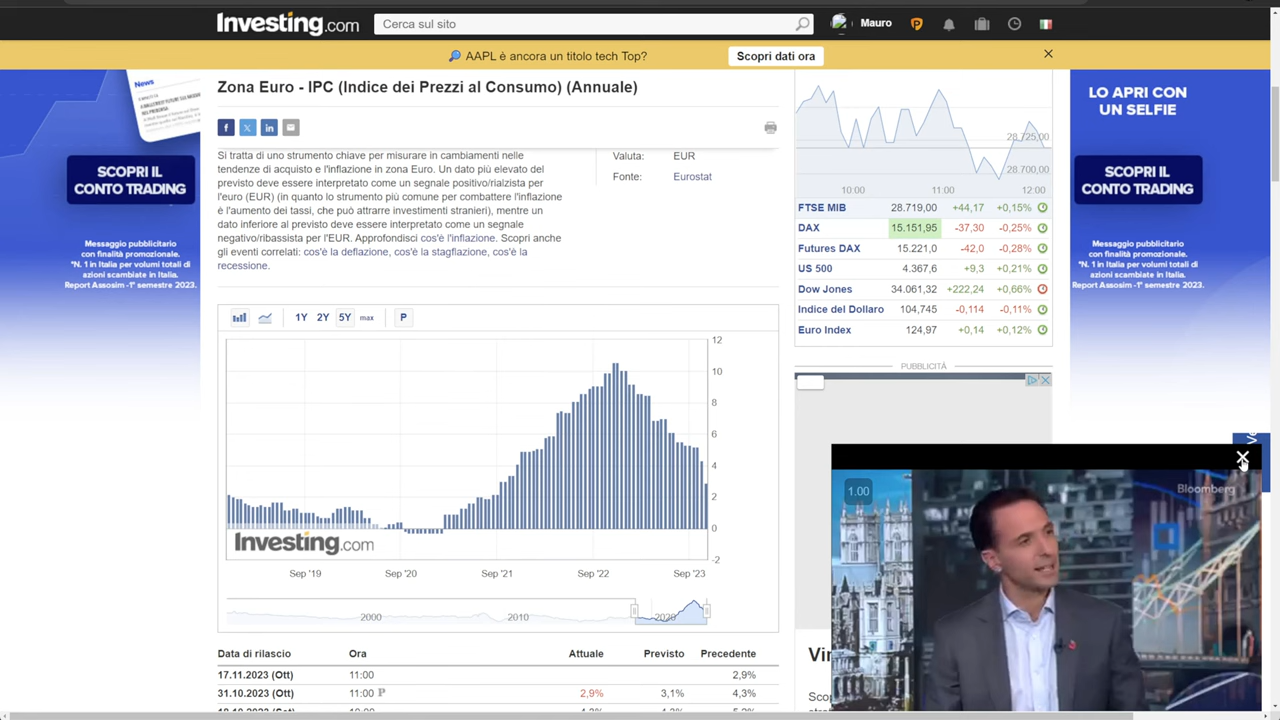 Investing.com
Cerca sul sito
Mauro
AAPL è ancora un titolo tech Top?
Scopri dati ora
News
SCOPRI IL
CONTO TRADING
Messaggio pubblicitario
con finalità promozionale.
*N. 1 in Italia per volumi totali di
azioni scambiate in Italia.
Report Assosim -1° semestre 2023.
Zona Euro - IPC (Indice dei Prezzi al Consumo) (Annuale)
Si tratta di uno strumento chiave per misurare in cambiamenti nelle
tendenze di acquisto e l'inflazione in zona Euro. Un dato più elevato del
previsto deve essere interpretato come un segnale positivo/rialzista per
l'euro (EUR) (in quanto lo strumento più comune per combattere l'inflazione
è l'aumento dei tassi, che può attrarre investimenti stranieri), mentre un
dato inferiore al previsto deve essere interpretato come un segnale
negativo/ribassista per l'EUR. Approfondisci cos'è l'inflazione. Scopri anche
gli eventi correlati: cos'è la deflazione, cos'è la stagflazione, cos'è la
recessione.
Valuta: EUR
Fonte: Eurostat
1Y 2Y 5Y max P
12
10
8
6
4
2
0
-2
Investing.com
Sep '19 Sep '20 Sep '21 Sep '22 Sep '23
2000 2010 2020
Data di rilascio Ora Attuale Previsto Precedente
17.11.2023 (Ott) 11:00 2,9%
31.10.2023 (Ott) 11:00 P 2,9% 3,1% 4,3%
28.725,00
28.700,00
10:00 11:00 12:00
FTSE MIB 28.719,00 +44,17 +0,15%
DAX 15.151,95 -37,30 -0,25%
Futures DAX 15.221,0 -42,0 -0,28%
US 500 4.367,6 +9,3 +0,21%
Dow Jones 34.061,32 +222,24 +0,66%
Indice del Dollaro 104,745 -0,114 -0,11%
Euro Index 124,97 +0,14 +0,12%
PUBBLICITÀ
1.00
Bloomberg
LO APRI CON
UN SELFIE
SCOPRI IL
CONTO TRADING
Messaggio pubblicitario
con finalità promozionale.
*N. 1 in Italia per volumi totali di
azioni scambiate in Italia.
Report Assosim -1° semestre 2023.